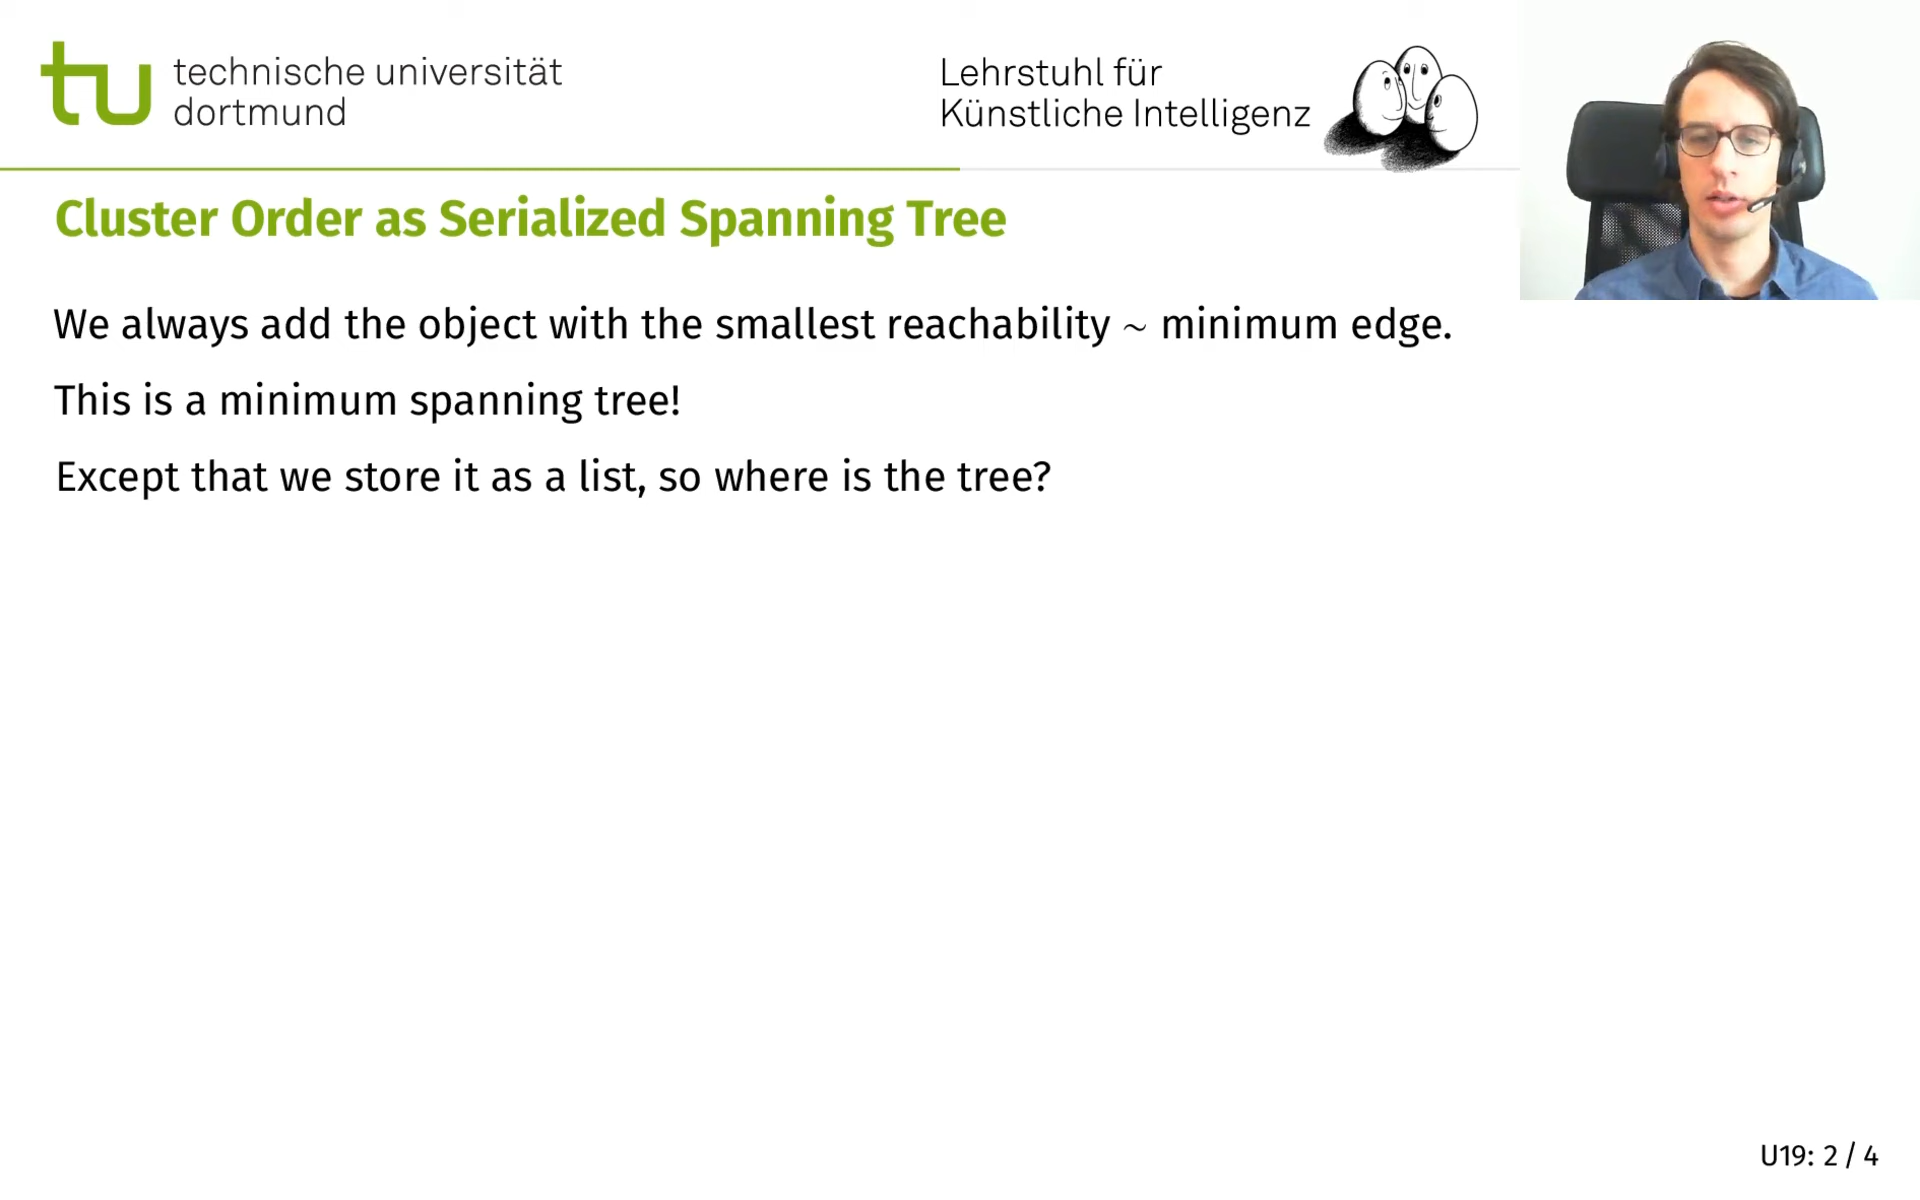 tu technische universität
dortmund
Lehrstuhl für
Künstliche Intelligenz
Cluster Order as Serialized Spanning Tree
We always add the object with the smallest reachability ~ minimum edge.
This is a minimum spanning tree!
Except that we store it as a list, so where is the tree?
U19: 2 / 4